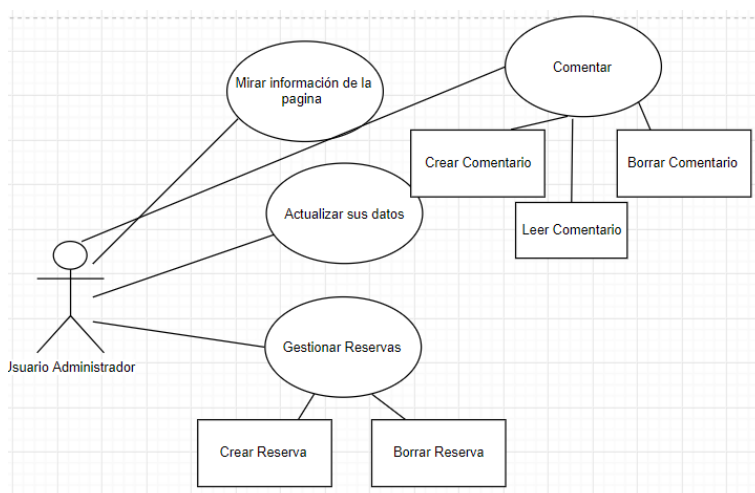 Comentar
Mirar información de la
pagina
Crear Comentario
Borrar Comentario
Actualizar sus datos
Leer Comentario
Usuario Administrador
Gestionar Reservas
Crear Reserva
Borrar Reserva